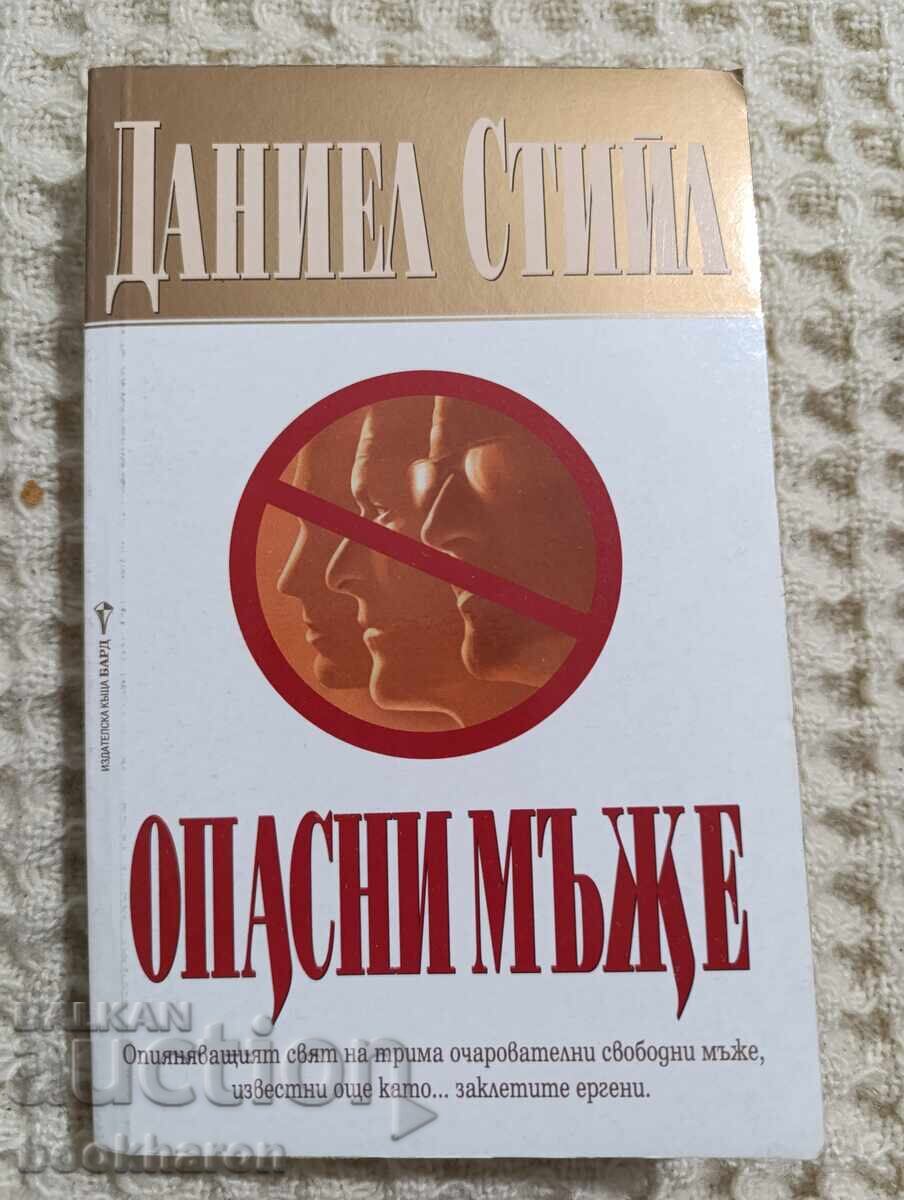 ДАНИЕЛ СТИЙЛ
ИЗДАТЕЛСКА КЪЩА БАРД
ОПАСНИ МЪЖЕ
Опияняващият свят на трима очарователни свободни мъже,
известни още като... заклетите ергени.
BALKAN
auction
bookharon